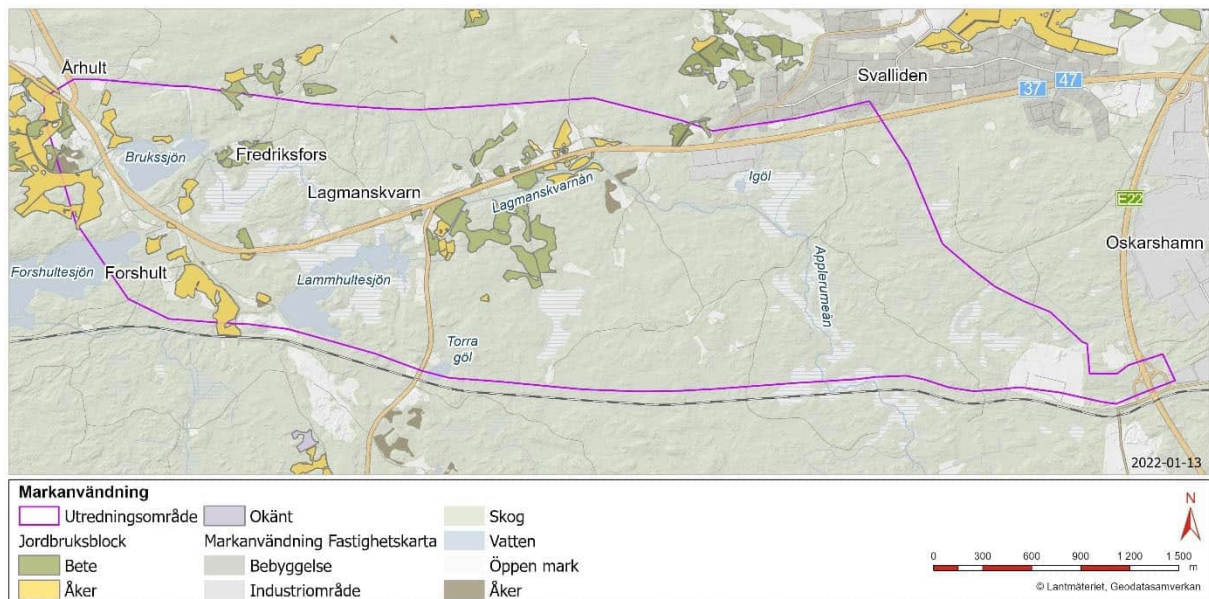 Århult
Svalliden
37
47
Brukssjön
Fredriksfors
Lagmanskvarn
Lagmanskvarnån
Igöl
E22
Oskarshamn
Forshultesjön
Forshult
Lammhultesjön
Applerumeån
Torra
göl
2022-01-13
Markanvändning
Utredningsområde
Okänt
Skog
Jordbruksblock
Markanvändning Fastighetskarta
Vatten
Bete
Bebyggelse
Öppen mark
Åker
Industriområde
Åker
N
0 300 600 900 1 200 1 500
m
© Lantmäteriet, Geodatasamverkan